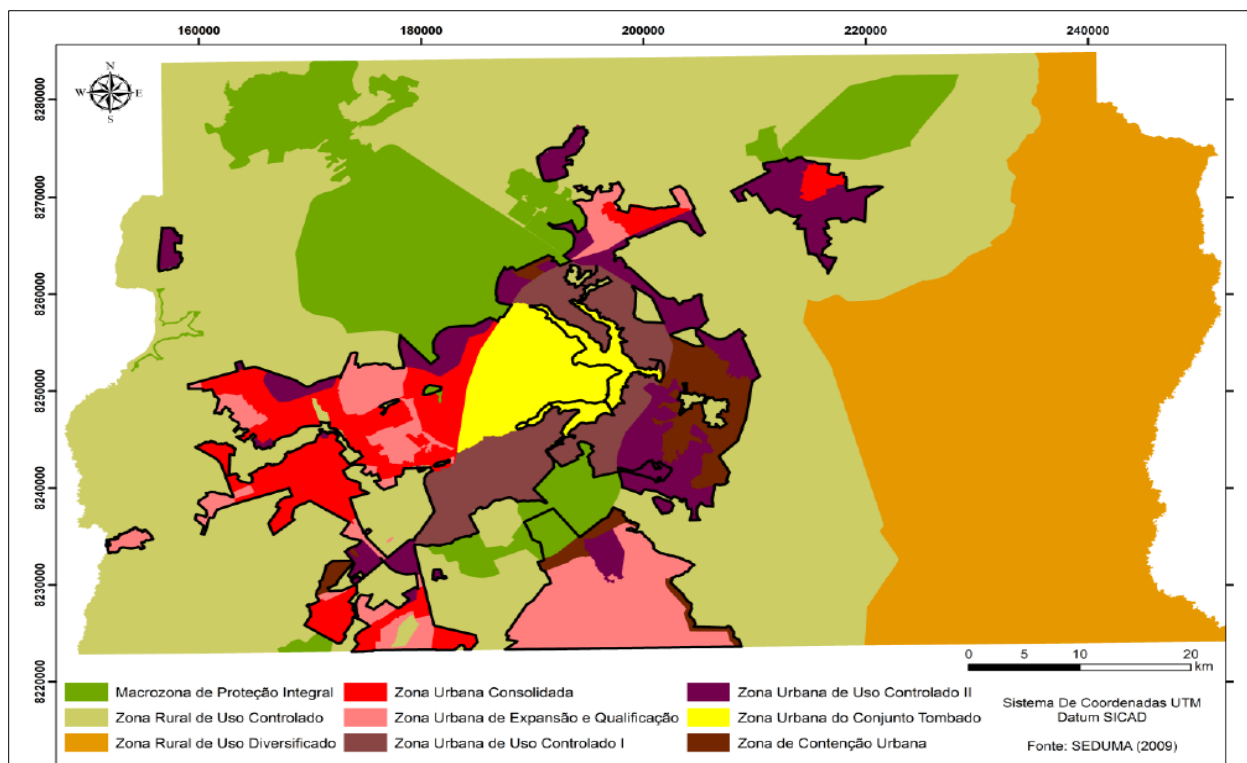 160000 180000 200000 220000 240000
N
W E
S
8280000
8270000
8260000
8250000
8240000
8230000
8220000
0 5 10 20
km
Macrozona de Proteção Integral
Zona Rural de Uso Controlado
Zona Rural de Uso Diversificado
Zona Urbana Consolidada
Zona Urbana de Expansão e Qualificação
Zona Urbana de Uso Controlado I
Zona Urbana de Uso Controlado II
Zona Urbana do Conjunto Tombado
Zona de Contenção Urbana
Sistema De Coordenadas UTM
Datum SICAD
Fonte: SEDUMA (2009)